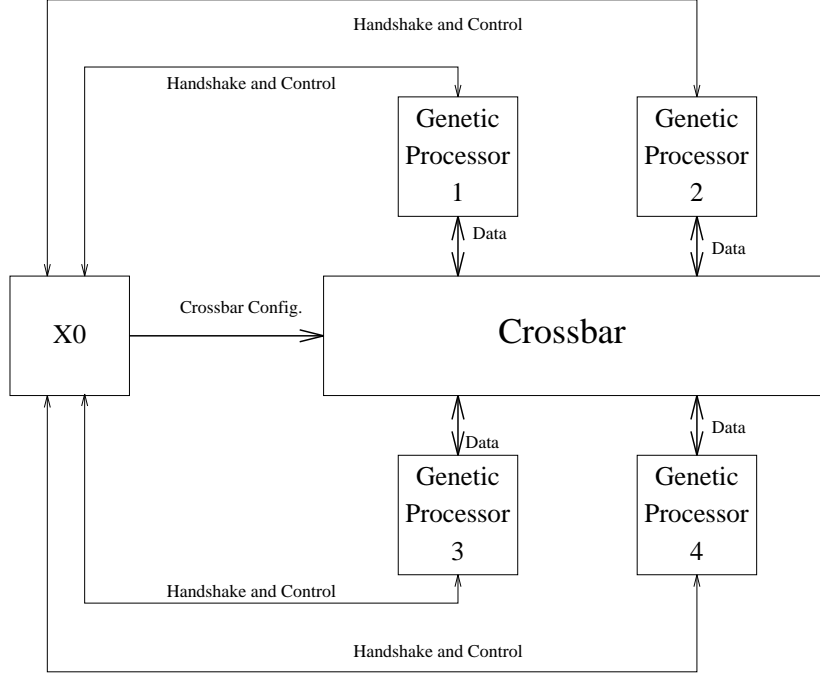 Handshake and Control
Handshake and Control
Genetic
Processor
1
Genetic
Processor
2
Data
Data
Crossbar Config.
X0
Crossbar
Data
Data
Genetic
Processor
3
Genetic
Processor
4
Handshake and Control
Handshake and Control